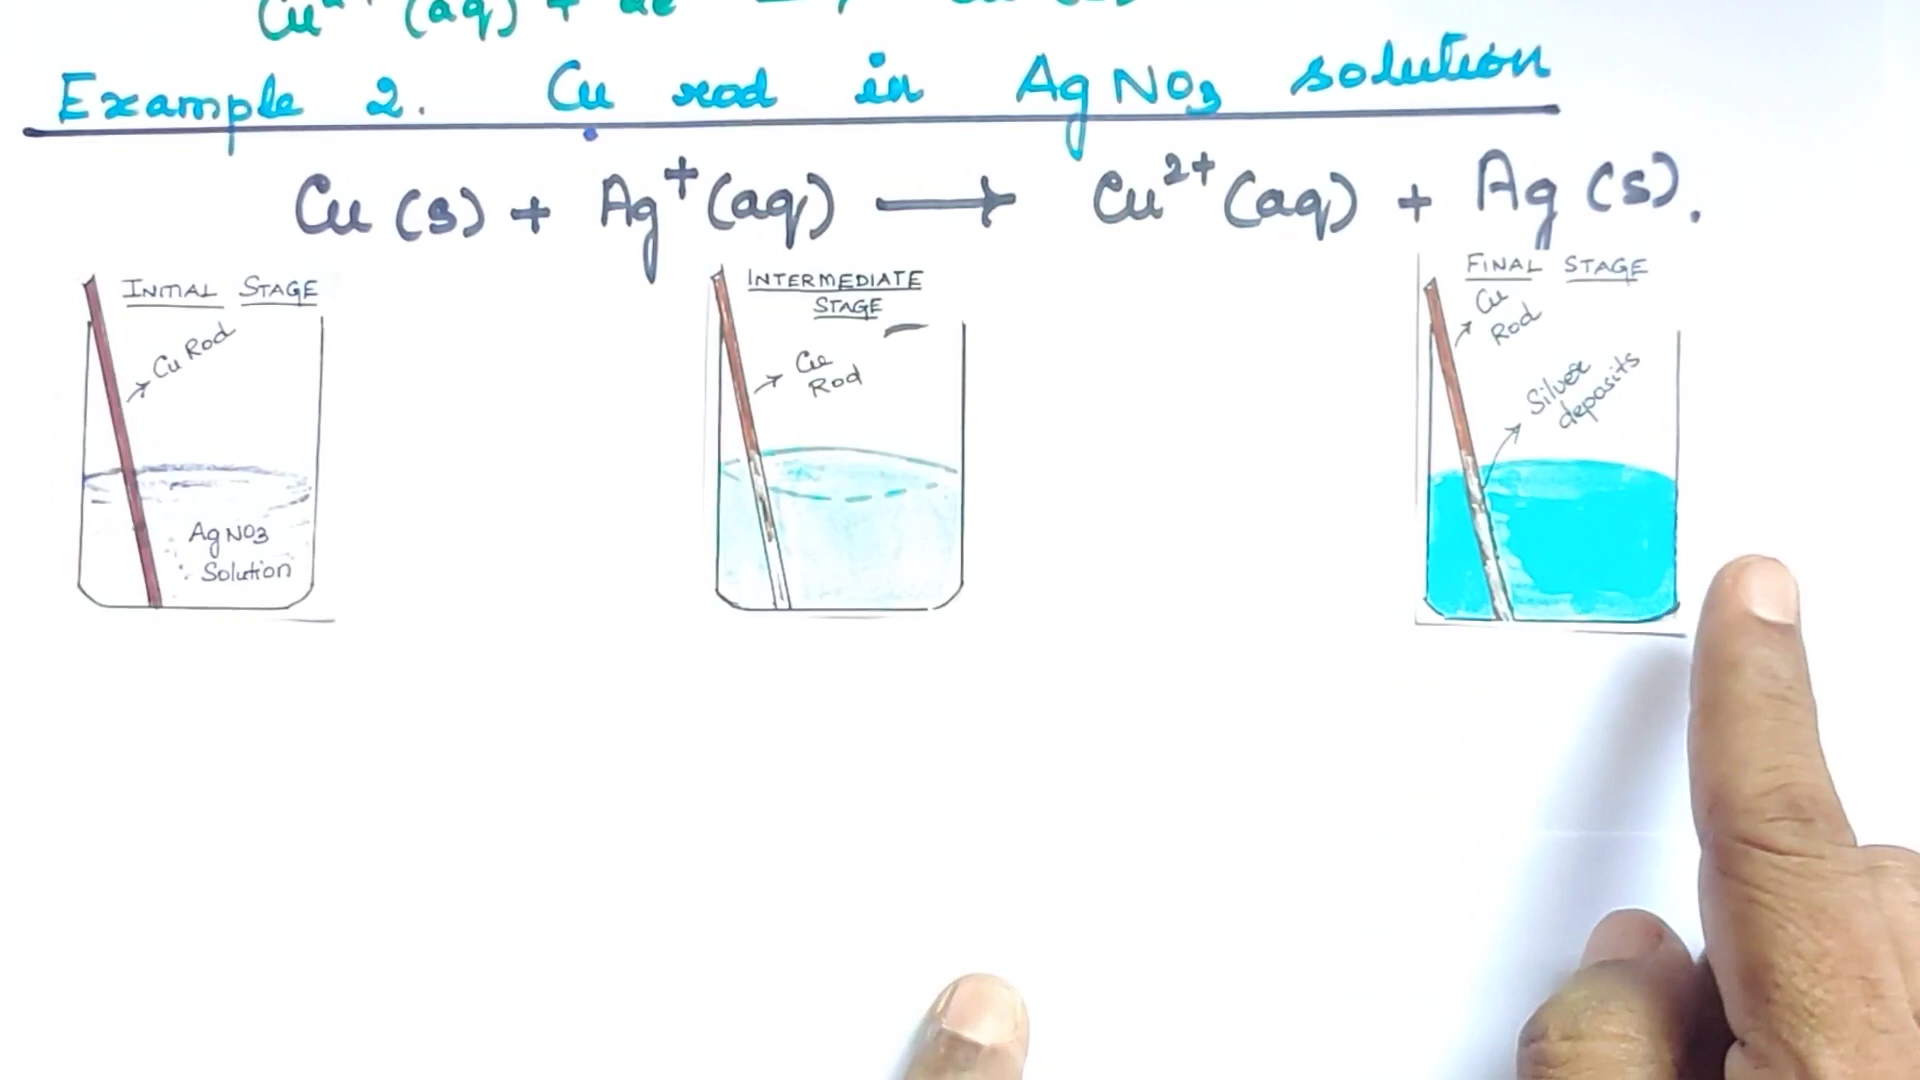 Example 2. Cu rod in AgNO3 solution
Cu (s) + Ag⁺ (aq) ⟶ Cu²⁺ (aq) + Ag (s).
INITIAL STAGE
Cu Rod
AgNO3
Solution
INTERMEDIATE
STAGE
Cu
Rod
FINAL STAGE
Cu
Rod
Silver
deposits